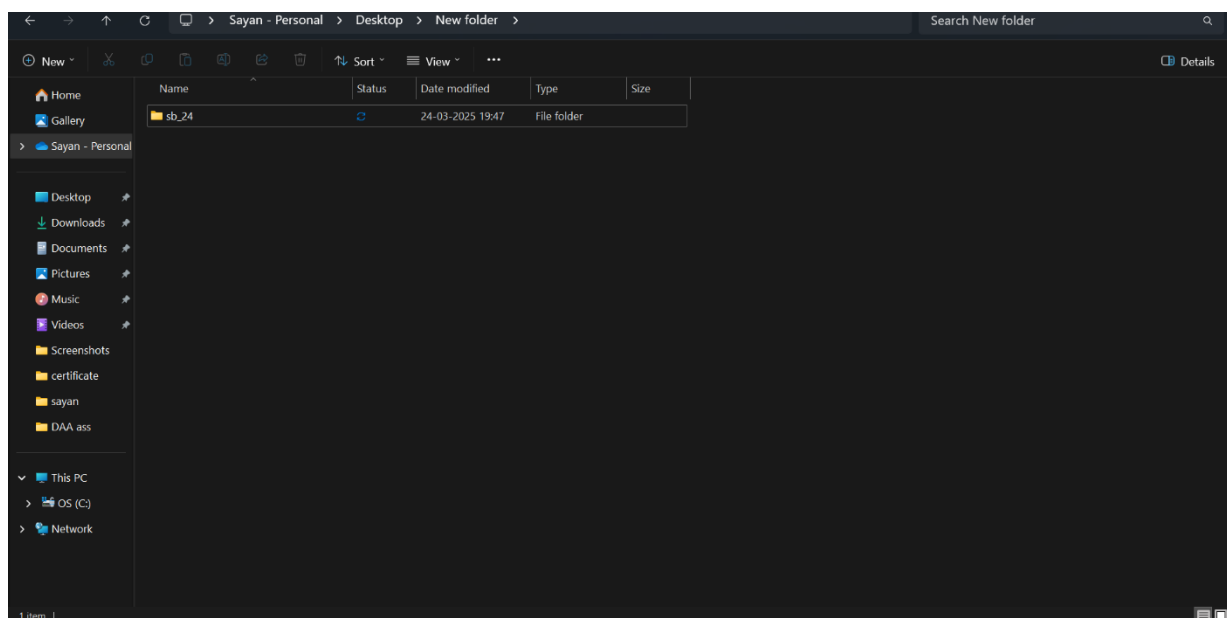 Sayan - Personal > Desktop > New folder >
Search New folder
New
Sort
View
...
Details
Name
Status
Date modified
Type
Size
sb_24
24-03-2025 19:47
File folder
Home
Gallery
Sayan - Personal
Desktop
Downloads
Documents
Pictures
Music
Videos
Screenshots
certificate
sayan
DAA ass
This PC
OS (C:)
Network
1 item